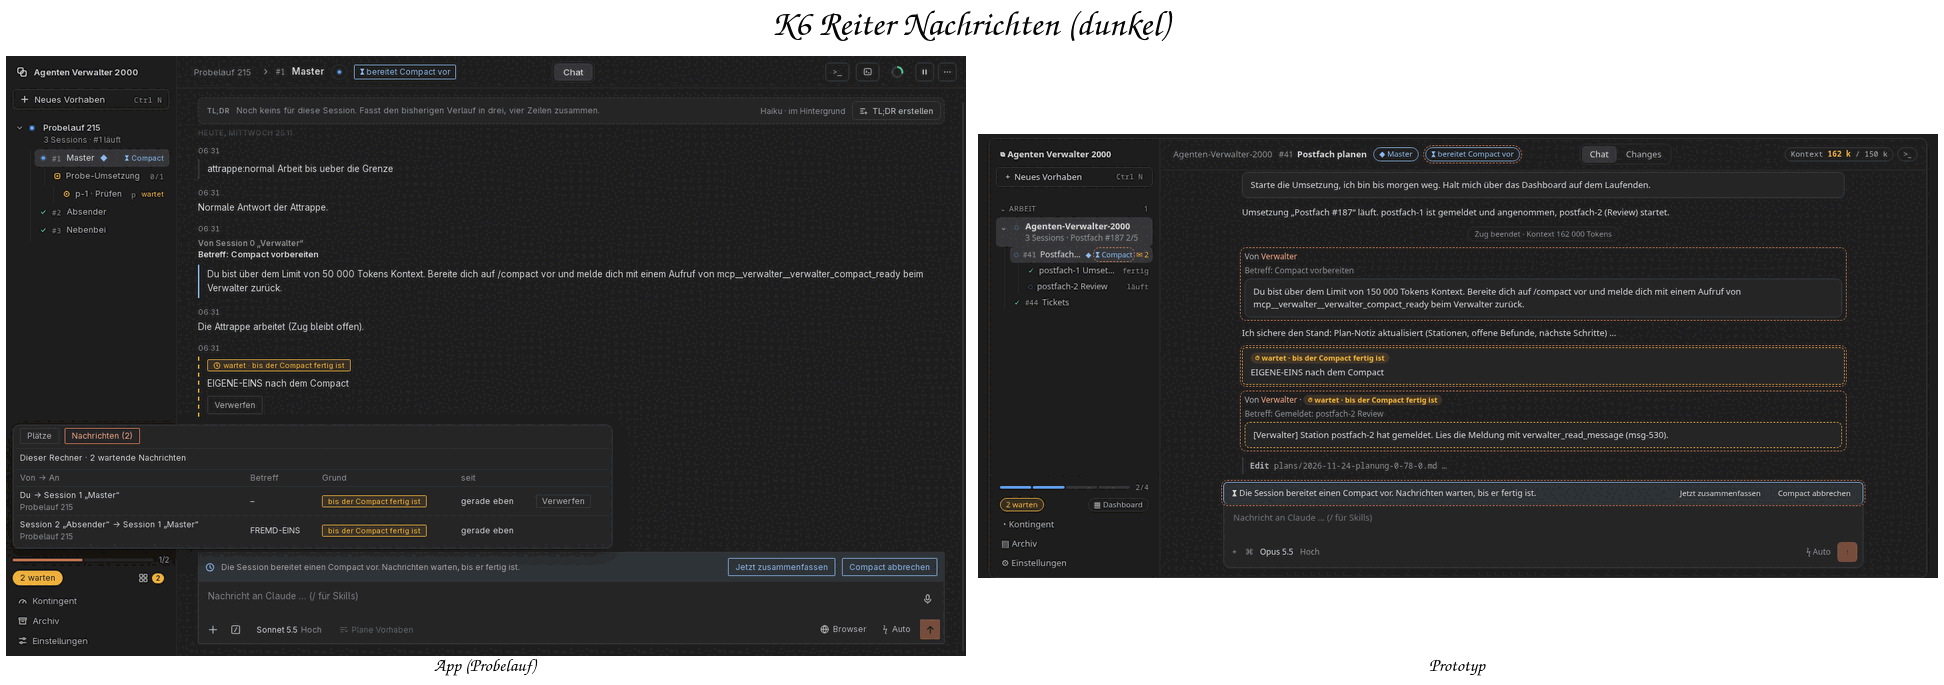 K6 Reiter Nachrichten (dunkel)
Agenten Verwalter 2000
Neues Vorhaben Ctrl N
Probelauf 215
3 Sessions · #1 läuft
#1 Master Compact
Probe-Umsetzung 0/1
p-1 · Prüfen p wartet
#2 Absender
#3 Nebenbei
Probelauf 215 #1 Master bereitet Compact vor Chat
TL;DR Noch keins für diese Session. Fasst den bisherigen Verlauf in drei, vier Zeilen zusammen. Haiku · im Hintergrund TL;DR erstellen
HEUTE, MITTWOCH 25.11.
06:31
attrappe:normal Arbeit bis ueber die Grenze
06:31
Normale Antwort der Attrappe.
06:31
Von Session 0 „Verwalter“
Betreff: Compact vorbereiten
Du bist über dem Limit von 50 000 Tokens Kontext. Bereite dich auf /compact vor und melde dich mit einem Aufruf von mcp__verwalter__verwalter_compact_ready beim
Verwalter zurück.
06:31
Die Attrappe arbeitet (Zug bleibt offen).
06:31
wartet · bis der Compact fertig ist
EIGENE-EINS nach dem Compact
Verwerfen
Plätze Nachrichten (2)
Dieser Rechner · 2 wartende Nachrichten
Von → An Betreff Grund seit
Du → Session 1 „Master“
Probelauf 215
– bis der Compact fertig ist gerade eben Verwerfen
Session 2 „Absender“ → Session 1 „Master“
Probelauf 215
FREMD-EINS bis der Compact fertig ist gerade eben
1/2
2 warten 2
Kontingent
Archiv
Einstellungen
Die Session bereitet einen Compact vor. Nachrichten warten, bis er fertig ist. Jetzt zusammenfassen Compact abbrechen
Nachricht an Claude … (/ für Skills)
Sonnet 5.5 Hoch Plane Vorhaben Browser Auto
App (Probelauf)
Agenten Verwalter 2000
+ Neues Vorhaben Ctrl N
ARBEIT 1
Agenten-Verwalter-2000
3 Sessions · Postfach #187 2/5
#41 Postfach… Compact 2
postfach-1 Umset… fertig
postfach-2 Review läuft
#44 Tickets
2/4
2 warten Dashboard
Kontingent
Archiv
Einstellungen
Agenten-Verwalter-2000 #41 Postfach planen Master bereitet Compact vor Chat Changes Kontext 162 k / 150 k
Starte die Umsetzung, ich bin bis morgen weg. Halt mich über das Dashboard auf dem Laufenden.
Umsetzung „Postfach #187“ läuft. postfach-1 ist gemeldet und angenommen, postfach-2 (Review) startet.
Zug beendet · Kontext 162 000 Tokens
Von Verwalter
Betreff: Compact vorbereiten
Du bist über dem Limit von 150 000 Tokens Kontext. Bereite dich auf /compact vor und melde dich mit einem Aufruf von
mcp__verwalter__verwalter_compact_ready beim Verwalter zurück.
Ich sichere den Stand: Plan-Notiz aktualisiert (Stationen, offene Befunde, nächste Schritte) …
wartet · bis der Compact fertig ist
EIGENE-EINS nach dem Compact
Von Verwalter · wartet · bis der Compact fertig ist
Betreff: Gemeldet: postfach-2 Review
[Verwalter] Station postfach-2 hat gemeldet. Lies die Meldung mit verwalter_read_message (msg-530).
Edit plans/2026-11-24-planung-0-78-0.md …
Die Session bereitet einen Compact vor. Nachrichten warten, bis er fertig ist. Jetzt zusammenfassen Compact abbrechen
Nachricht an Claude … (/ für Skills)
+ ⌘ Opus 5.5 Hoch Auto
Prototyp